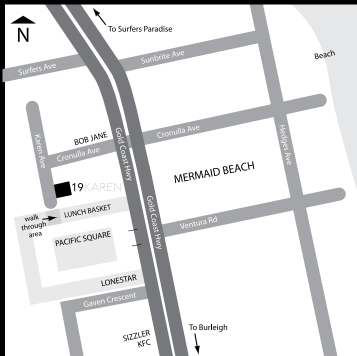 To Surfers Paradise
N
Beach
Sunbrite Ave
Surfers Ave
Karen Ave
BOB JANE
Cronulla Ave
Cronulla Ave
Gold Coast Hwy
Hedges Ave
MERMAID BEACH
19 KAREN
walk
through
area
LUNCH BASKET
PACIFIC SQUARE
Gold Coast Hwy
Ventura Rd
LONESTAR
Gaven Crescent
To Burleigh
SIZZLER
KFC